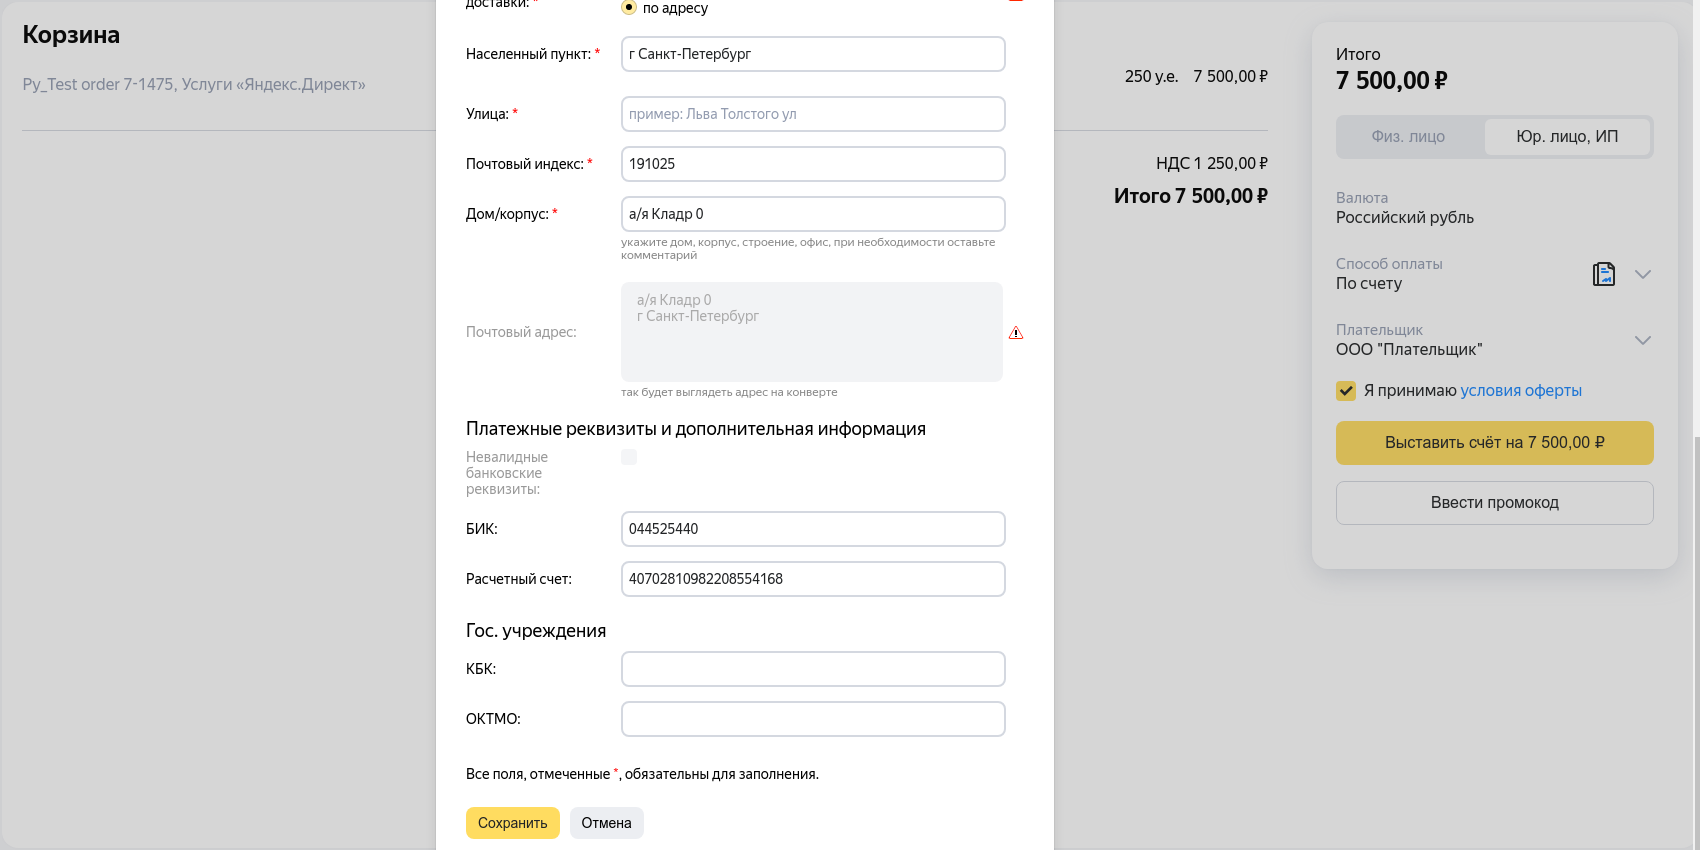 Корзина
Py_Test order 7-1475, Услуги «Яндекс.Директ»
250 у.е. 7 500,00 ₽
НДС 1 250,00 ₽
Итого 7 500,00 ₽
доставки: *
по адресу
Населенный пункт: *
г Санкт-Петербург
Улица: *
пример: Льва Толстого ул
Почтовый индекс: *
191025
Дом/корпус: *
а/я Кладр 0
укажите дом, корпус, строение, офис, при необходимости оставьте
комментарий
Почтовый адрес:
а/я Кладр 0
г Санкт-Петербург
так будет выглядеть адрес на конверте
Платежные реквизиты и дополнительная информация
Невалидные
банковские
реквизиты:
БИК:
044525440
Расчетный счет:
40702810982208554168
Гос. учреждения
КБК:
ОКТМО:
Все поля, отмеченные *, обязательны для заполнения.
Сохранить
Отмена
Итого
7 500,00 ₽
Физ. лицо
Юр. лицо, ИП
Валюта
Российский рубль
Способ оплаты
По счету
Плательщик
ООО "Плательщик"
Я принимаю условия оферты
Выставить счёт на 7 500,00 ₽
Ввести промокод